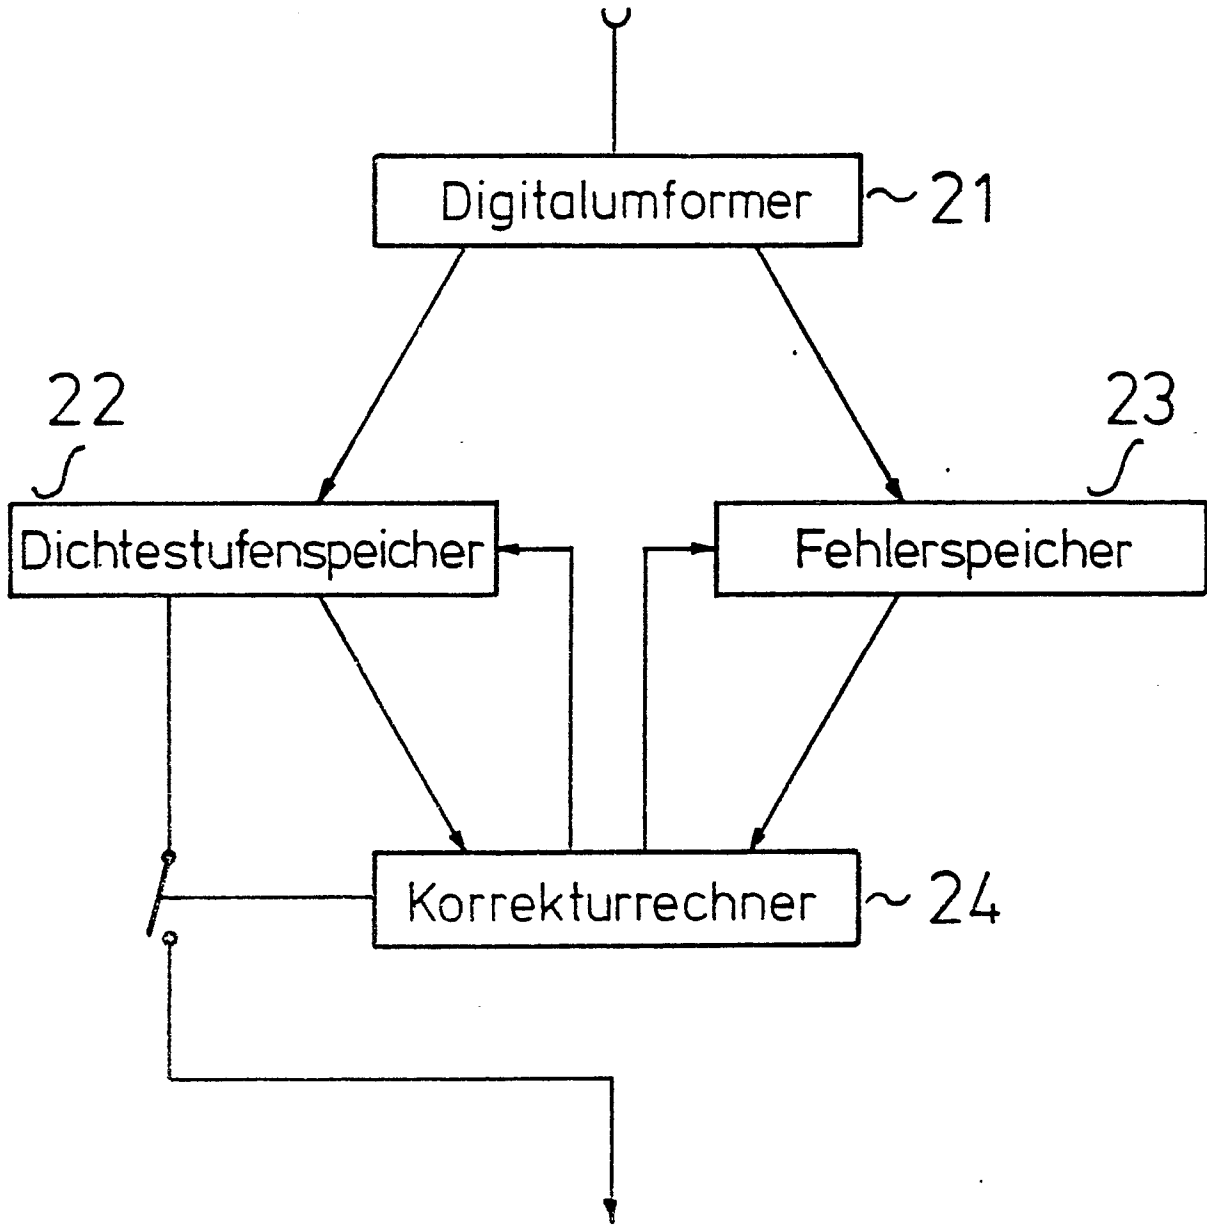 Digitalumformer ~ 21
22
23
Dichtestufenspeicher
Fehlerspeicher
Korrekturrechner ~ 24